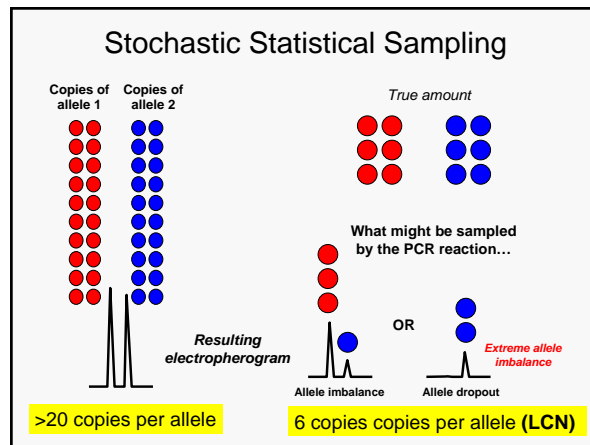 Stochastic Statistical Sampling
Copies of
allele 1
Copies of
allele 2
True amount
What might be sampled
by the PCR reaction…
OR
Resulting
electropherogram
Extreme allele
imbalance
Allele imbalance
Allele dropout
>20 copies per allele
6 copies copies per allele (LCN)